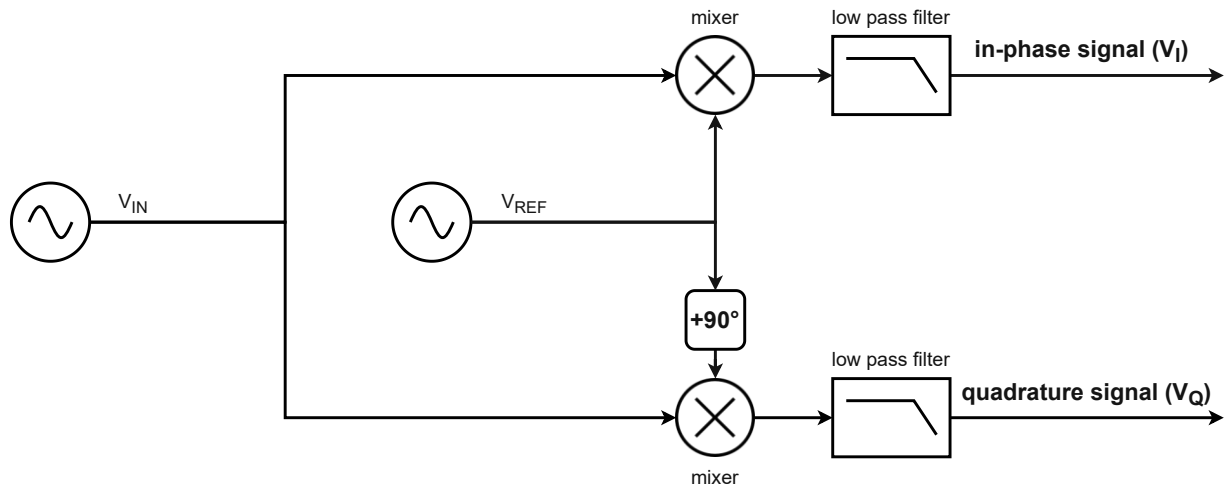 mixer
low pass filter
in-phase signal (VI)
VIN
VREF
+90°
low pass filter
quadrature signal (VQ)
mixer